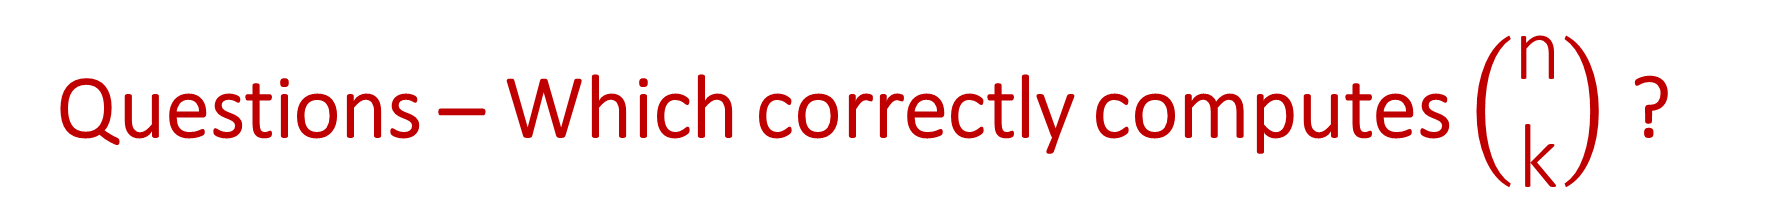 Questions – Which correctly computes (n k) ?